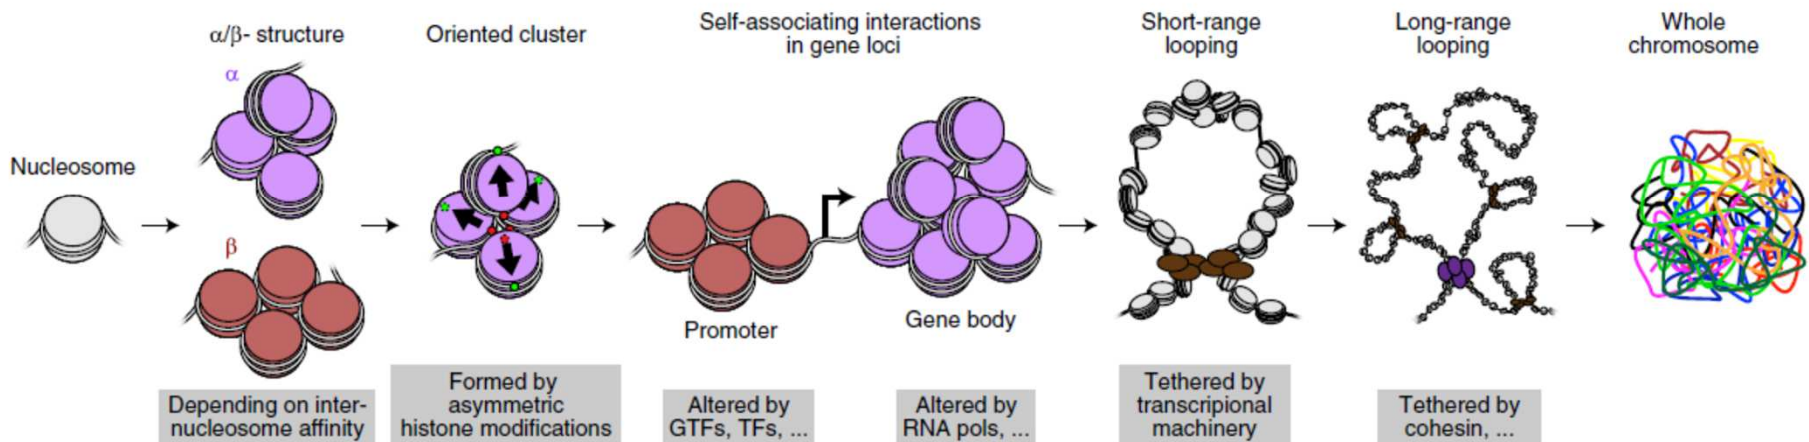 α/β- structure
Oriented cluster
Self-associating interactions
in gene loci
Short-range
looping
Long-range
looping
Whole
chromosome
α
Nucleosome
β
Promoter
Gene body
Depending on inter-
nucleosome affinity
Formed by
asymmetric
histone modifications
Altered by
GTFs, TFs, ...
Altered by
RNA pols, ...
Tethered by
transcripional
machinery
Tethered by
cohesin, ...